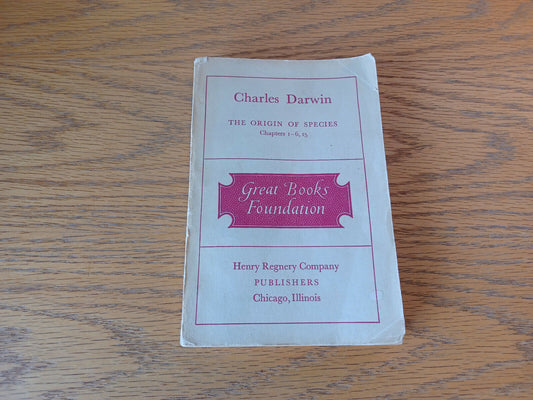 Charles Darwin
THE ORIGIN OF SPECIES
Chapters 1-6, 15
Great Books
Foundation
Henry Regnery Company
PUBLISHERS
Chicago, Illinois